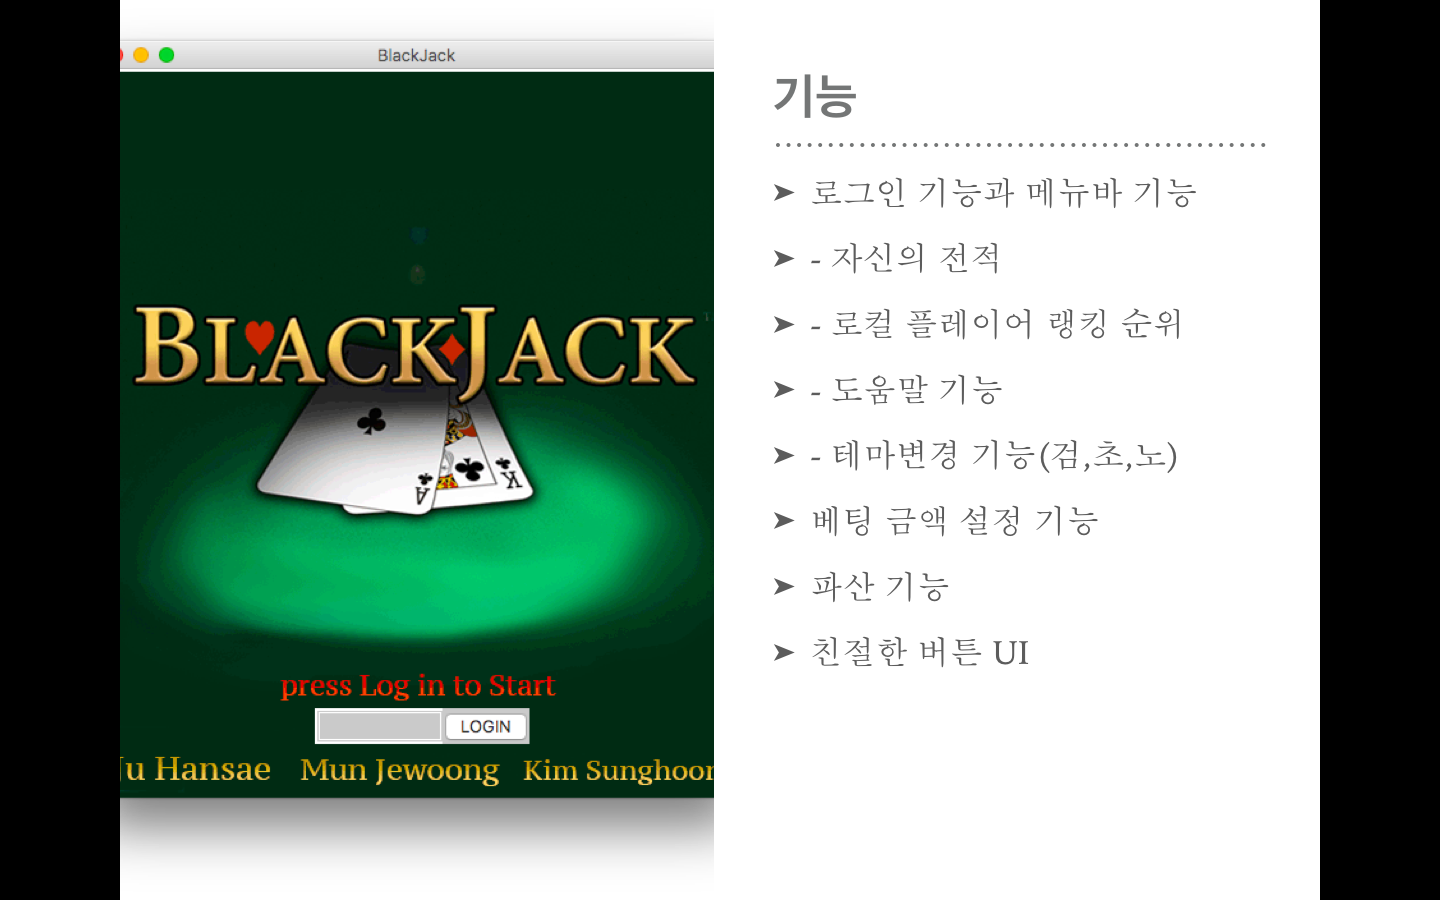 BlackJack
BLACKJACK
A
K
press Log in to Start
LOGIN
Ju Hansae Mun Jewoong Kim Sunghoon
기능
➤ 로그인 기능과 메뉴바 기능
➤ - 자신의 전적
➤ - 로컬 플레이어 랭킹 순위
➤ - 도움말 기능
➤ - 테마변경 기능(검,초,노)
➤ 베팅 금액 설정 기능
➤ 파산 기능
➤ 친절한 버튼 UI